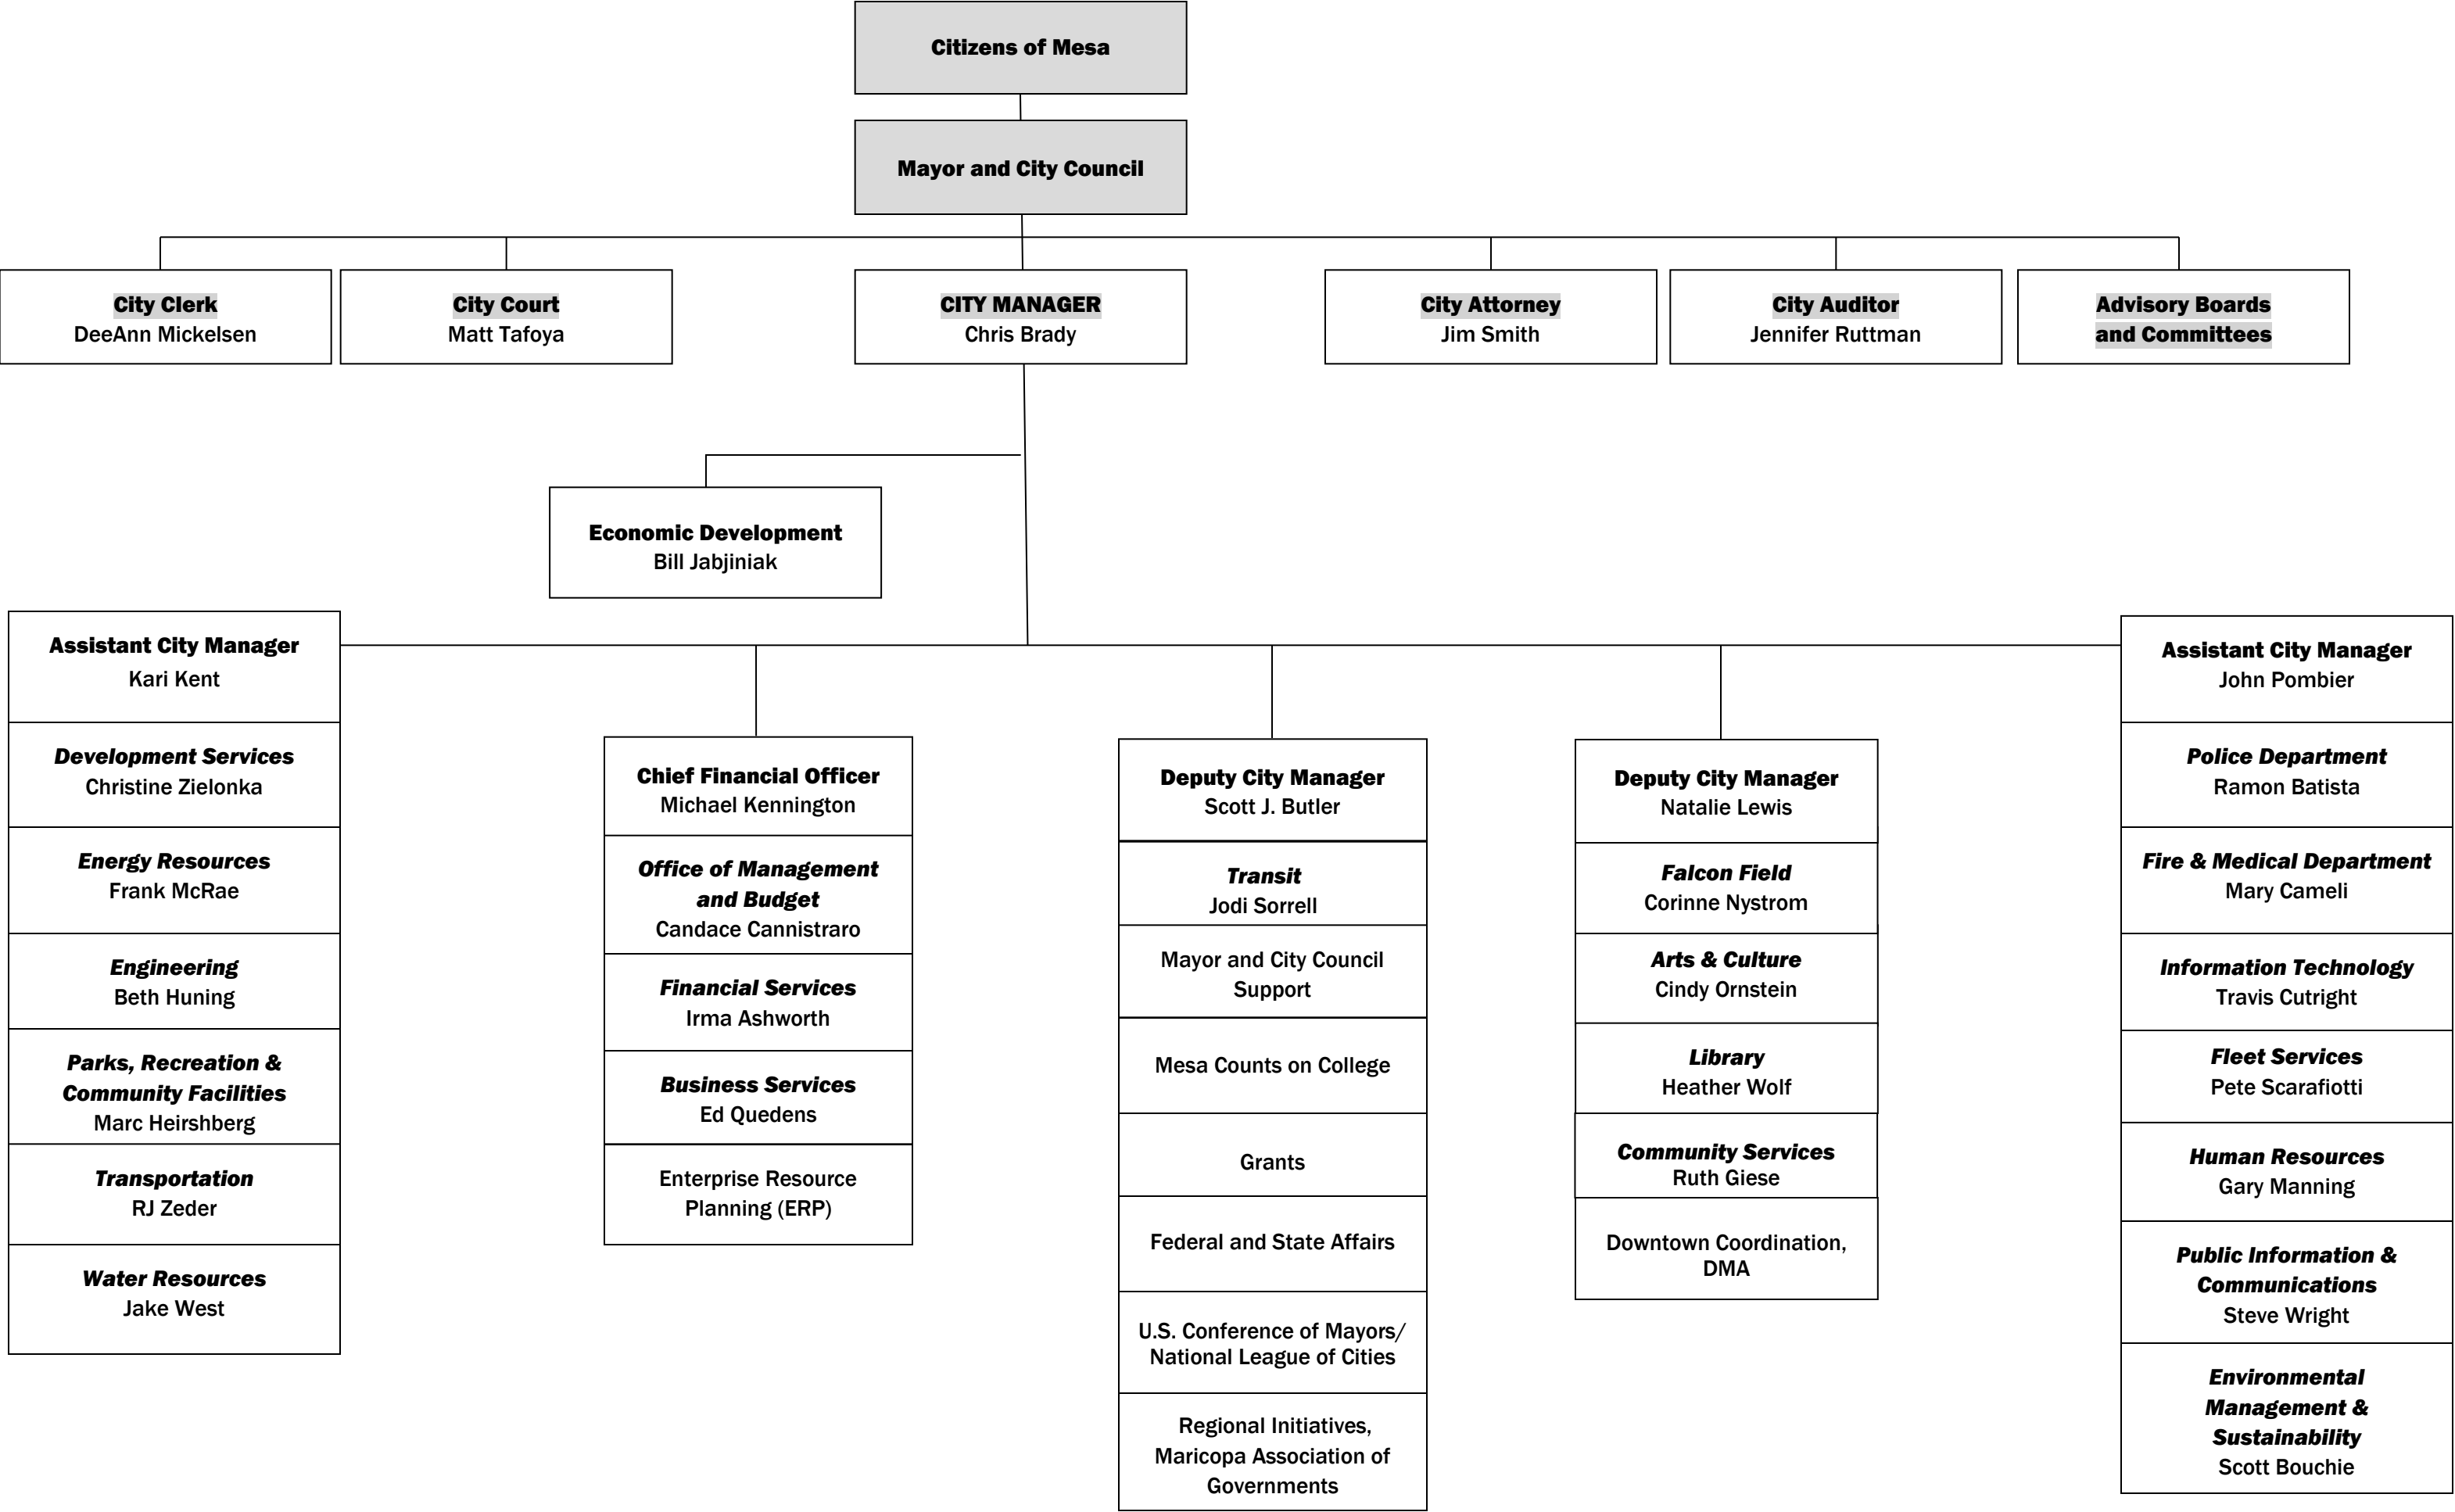 Citizens of Mesa
Mayor and City Council
City Clerk
DeeAnn Mickelsen
City Court
Matt Tafoya
CITY MANAGER
Chris Brady
City Attorney
Jim Smith
City Auditor
Jennifer Ruttman
Advisory Boards
and Committees
Economic Development
Bill Jabjiniak
Assistant City Manager
Kari Kent
Development Services
Christine Zielonka
Energy Resources
Frank McRae
Engineering
Beth Huning
Parks, Recreation &
Community Facilities
Marc Heirshberg
Transportation
RJ Zeder
Water Resources
Jake West
Chief Financial Officer
Michael Kennington
Office of Management
and Budget
Candace Cannistraro
Financial Services
Irma Ashworth
Business Services
Ed Quedens
Enterprise Resource
Planning (ERP)
Deputy City Manager
Scott J. Butler
Transit
Jodi Sorrell
Mayor and City Council
Support
Mesa Counts on College
Grants
Federal and State Affairs
U.S. Conference of Mayors/
National League of Cities
Regional Initiatives,
Maricopa Association of
Governments
Deputy City Manager
Natalie Lewis
Falcon Field
Corinne Nystrom
Arts & Culture
Cindy Ornstein
Library
Heather Wolf
Community Services
Ruth Giese
Downtown Coordination,
DMA
Assistant City Manager
John Pombier
Police Department
Ramon Batista
Fire & Medical Department
Mary Cameli
Information Technology
Travis Cutright
Fleet Services
Pete Scarafiotti
Human Resources
Gary Manning
Public Information &
Communications
Steve Wright
Environmental
Management &
Sustainability
Scott Bouchie